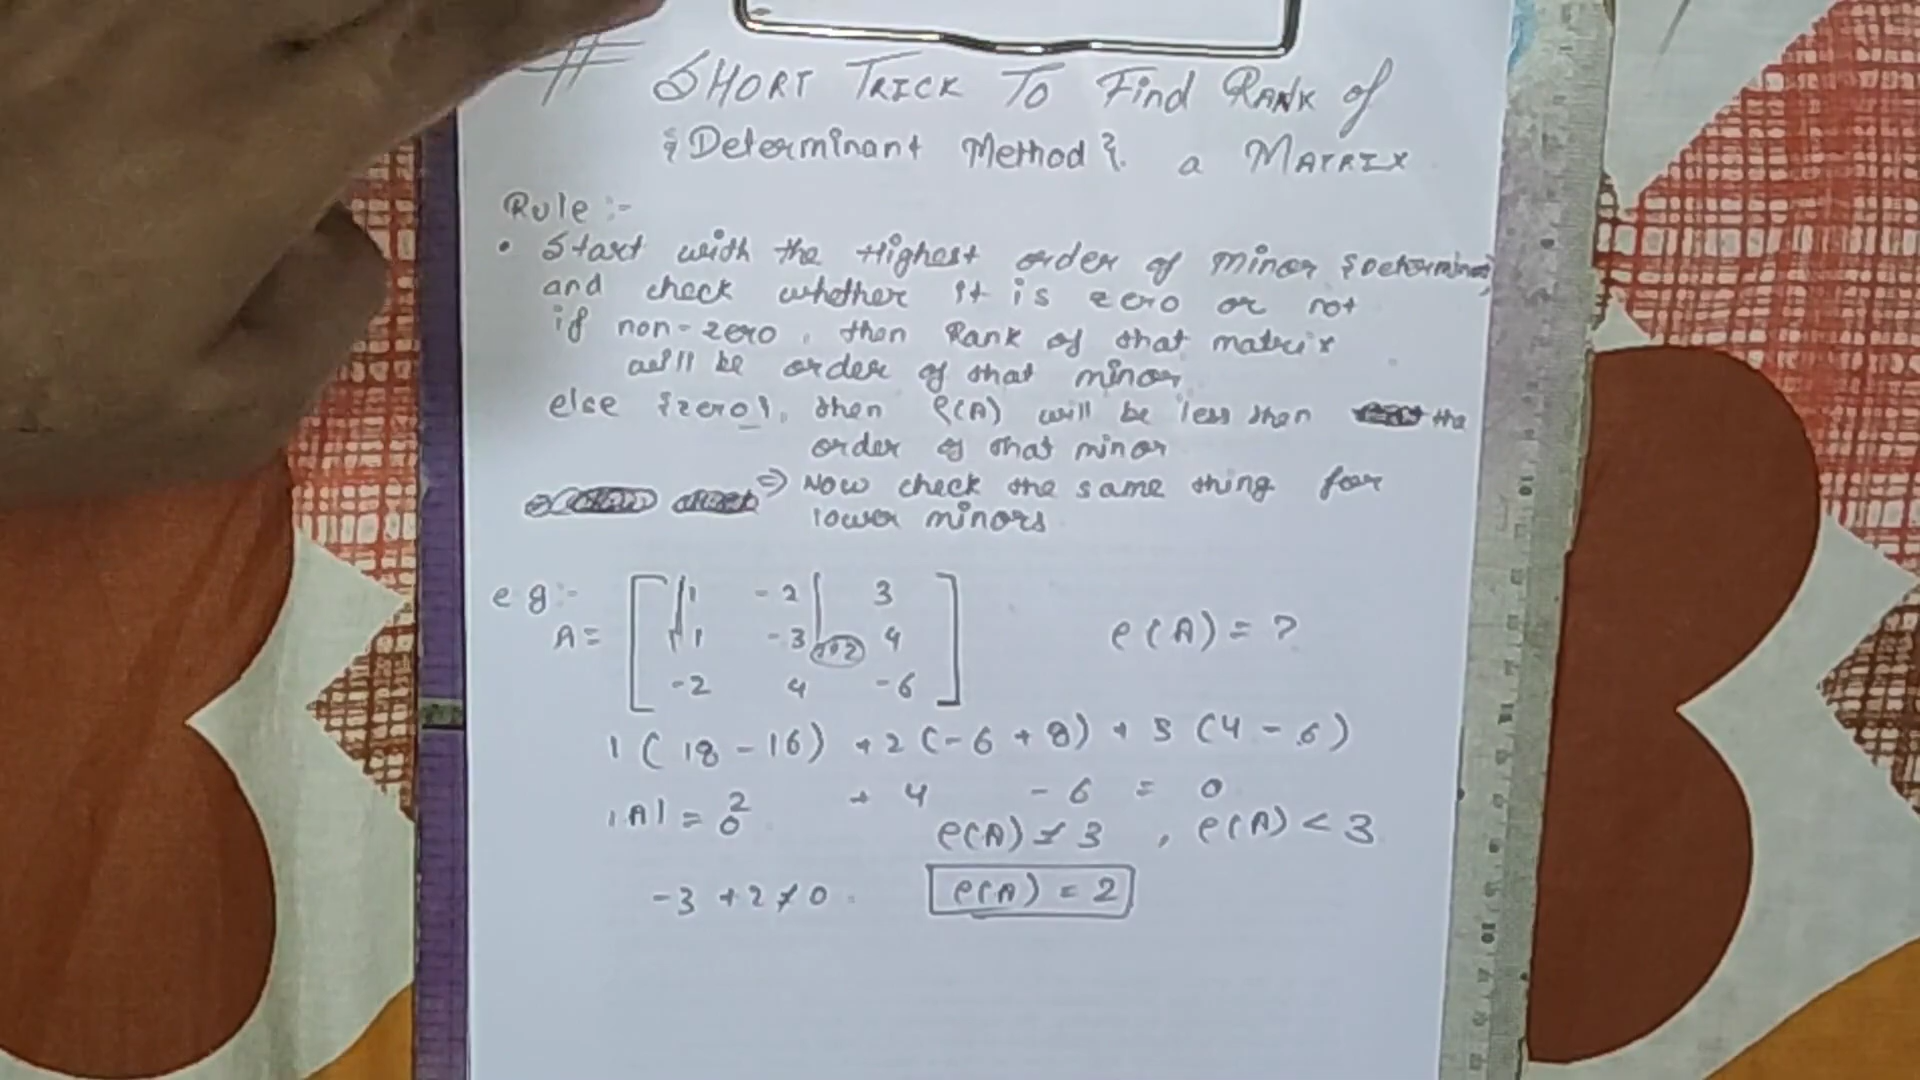 # SHORT TRICK TO Find RANK of
{Determinant Method}. a MATRIX
Rule :-
• Start with the Highest order of minor {Determinant}
and check whether it is zero or not
if non-zero, then Rank of that matrix
will be order of that minor
else {zero}, then ρ(A) will be less then the
order of that minor
⇒ Now check the same thing for
lower minors
eg :-
A = [ 1 -2 3
1 -3 4
-2 4 -6 ]
ρ(A) = ?
1 ( 18 - 16) + 2 (-6 + 8) + 3 (4 - 6)
2 + 4 - 6 = 0
|A| = 0 ρ(A) ≠ 3 , ρ(A) < 3
-3 + 2 ≠ 0 ρ(A) = 2